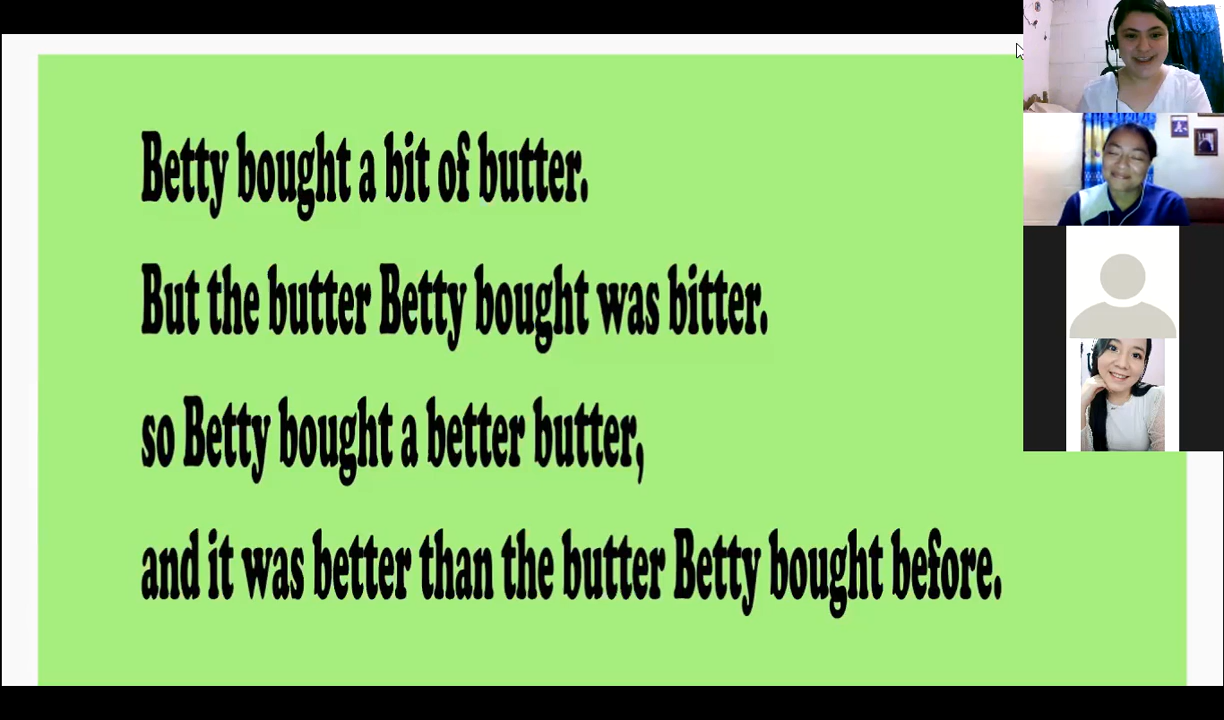 Betty bought a bit of butter.
But the butter Betty bought was bitter.
so Betty bought a better butter,
and it was better than the butter Betty bought before.